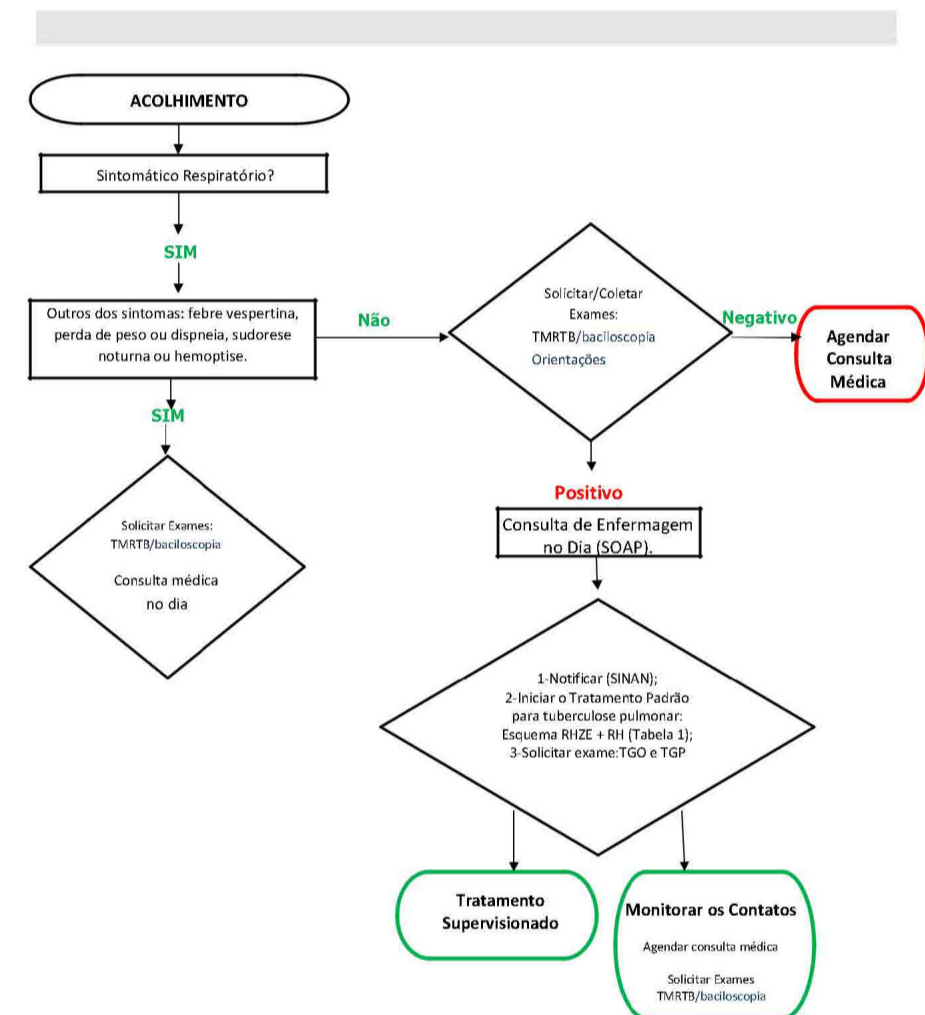 ACOLHIMENTO
Sintomático Respiratório?
SIM
Outros dos sintomas: febre vespertina,
perda de peso ou dispneia, sudorese
noturna ou hemoptise.
Não
Solicitar/Coletar
Exames:
TMRTB/baciloscopia
Orientações
Negativo
Agendar
Consulta
Médica
SIM
Solicitar Exames:
TMRTB/baciloscopia
Consulta médica
no dia
Positivo
Consulta de Enfermagem
no Dia (SOAP).
1-Notificar (SINAN);
2-Iniciar o Tratamento Padrão
para tuberculose pulmonar:
Esquema RHZE + RH (Tabela 1);
3-Solicitar exame:TGO e TGP
Tratamento
Supervisionado
Monitorar os Contatos
Agendar consulta médica
Solicitar Exames
TMRTB/baciloscopia